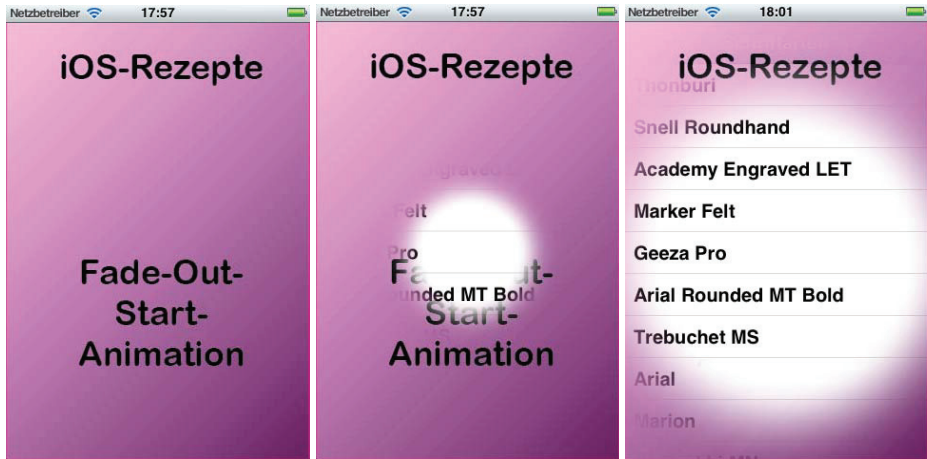 Netzbetreiber 17:57
iOS-Rezepte
Fade-Out-
Start-
Animation
Netzbetreiber 17:57
iOS-Rezepte
Felt
Pro
unded MT Bold
Start-
Animation
Netzbetreiber 18:01
iOS-Rezepte
Thonburi
Snell Roundhand
Academy Engraved LET
Marker Felt
Geeza Pro
Arial Rounded MT Bold
Trebuchet MS
Arial
Marion